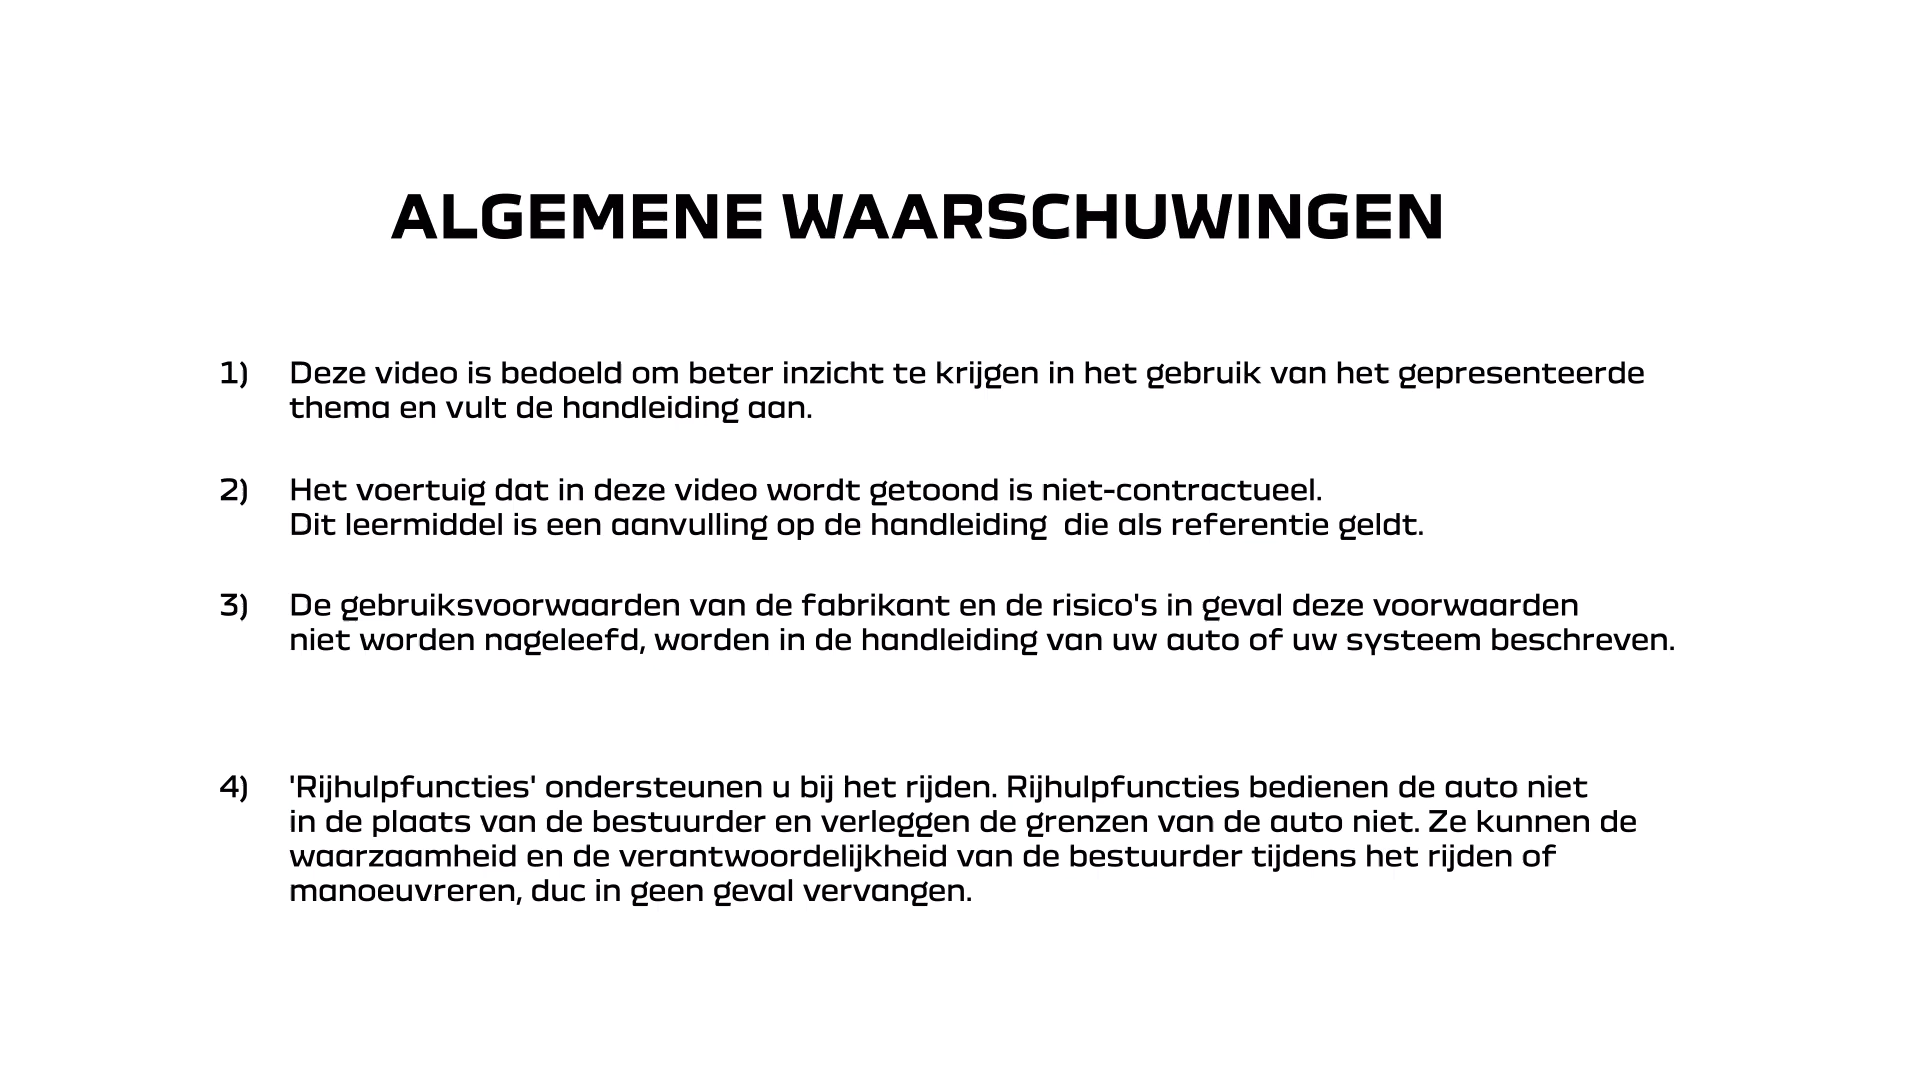 ALGEMENE WAARSCHUWINGEN
1) Deze video is bedoeld om beter inzicht te krijgen in het gebruik van het gepresenteerde
thema en vult de handleiding aan.
2) Het voertuig dat in deze video wordt getoond is niet-contractueel.
Dit leermiddel is een aanvulling op de handleiding  die als referentie geldt.
3) De gebruiksvoorwaarden van de fabrikant en de risico's in geval deze voorwaarden
niet worden nageleefd, worden in de handleiding van uw auto of uw systeem beschreven.
4) 'Rijhulpfuncties' ondersteunen u bij het rijden. Rijhulpfuncties bedienen de auto niet
in de plaats van de bestuurder en verleggen de grenzen van de auto niet. Ze kunnen de
waarzaamheid en de verantwoordelijkheid van de bestuurder tijdens het rijden of
manoeuvreren, duc in geen geval vervangen.